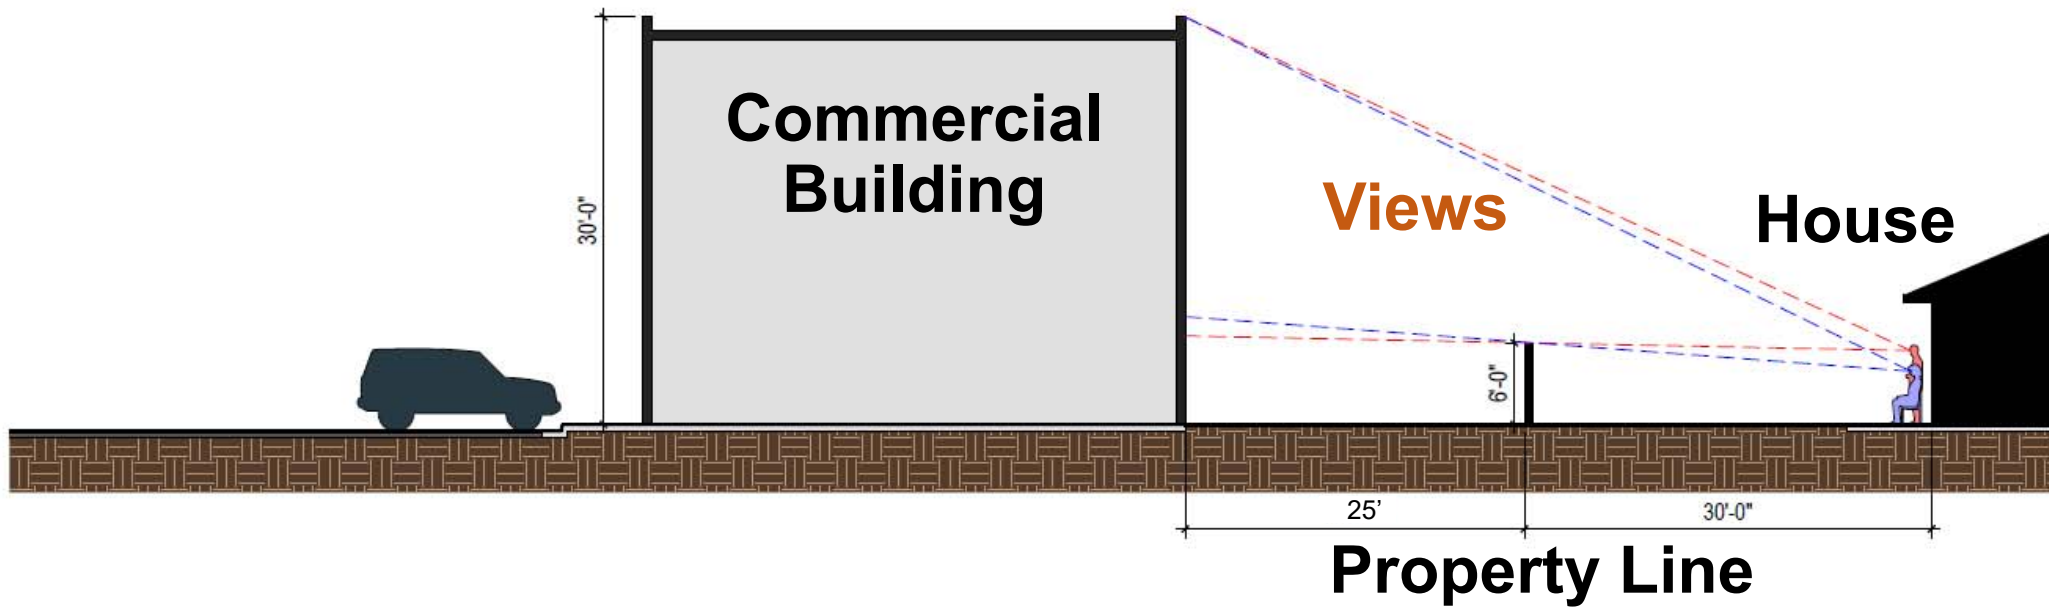 Commercial
Building
30'-0"
Views
House
6'-0"
25’
30'-0"
Property Line